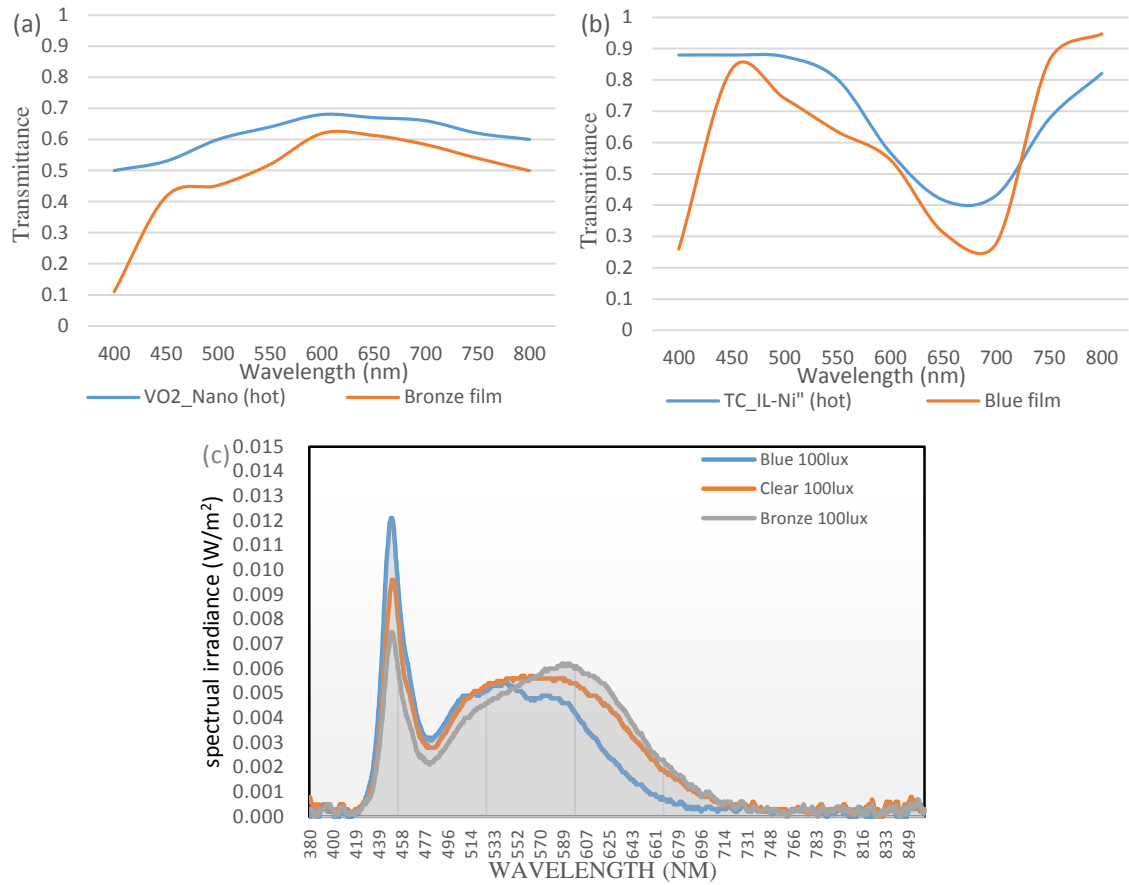 (a)
1
0.9
0.8
0.7
0.6
0.5
0.4
0.3
0.2
0.1
0
Transmittance
400 450 500 550 600 650 700 750 800
Wavelength (nm)
VO2_Nano (hot) Bronze film
(b)
1
0.9
0.8
0.7
0.6
0.5
0.4
0.3
0.2
0.1
0
Transmittance
400 450 500 550 600 650 700 750 800
Wavelength (nm)
TC_IL-Ni" (hot) Blue film
(c)
0.015
0.014
0.013
0.012
0.011
0.010
0.009
0.008
0.007
0.006
0.005
0.004
0.003
0.002
0.001
0.000
spectrual irradiance (W/m²)
Blue 100lux
Clear 100lux
Bronze 100lux
380 400 419 439 458 477 496 514 533 552 570 589 607 625 643 661 679 696 714 731 748 766 783 799 816 833 849
WAVELENGTH (NM)